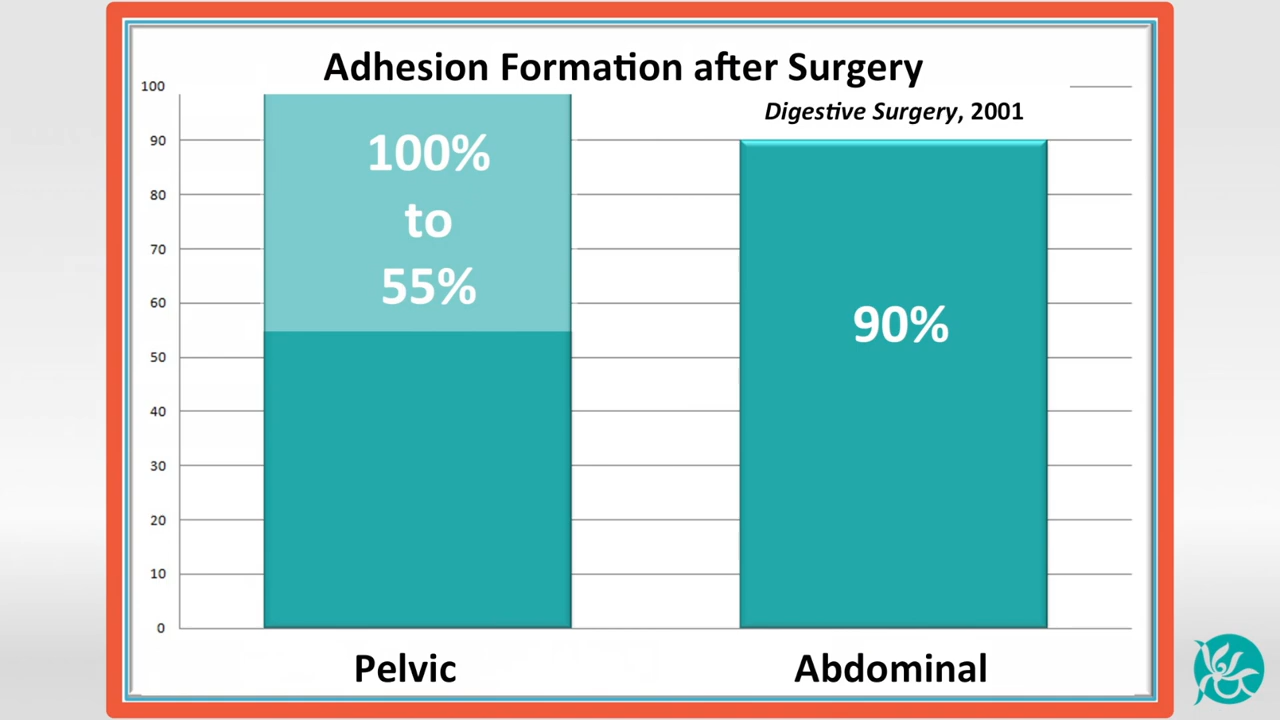 Adhesion Formation after Surgery
Digestive Surgery, 2001
100
90
80
70
60
50
40
30
20
10
0
100%
to
55%
90%
Pelvic
Abdominal